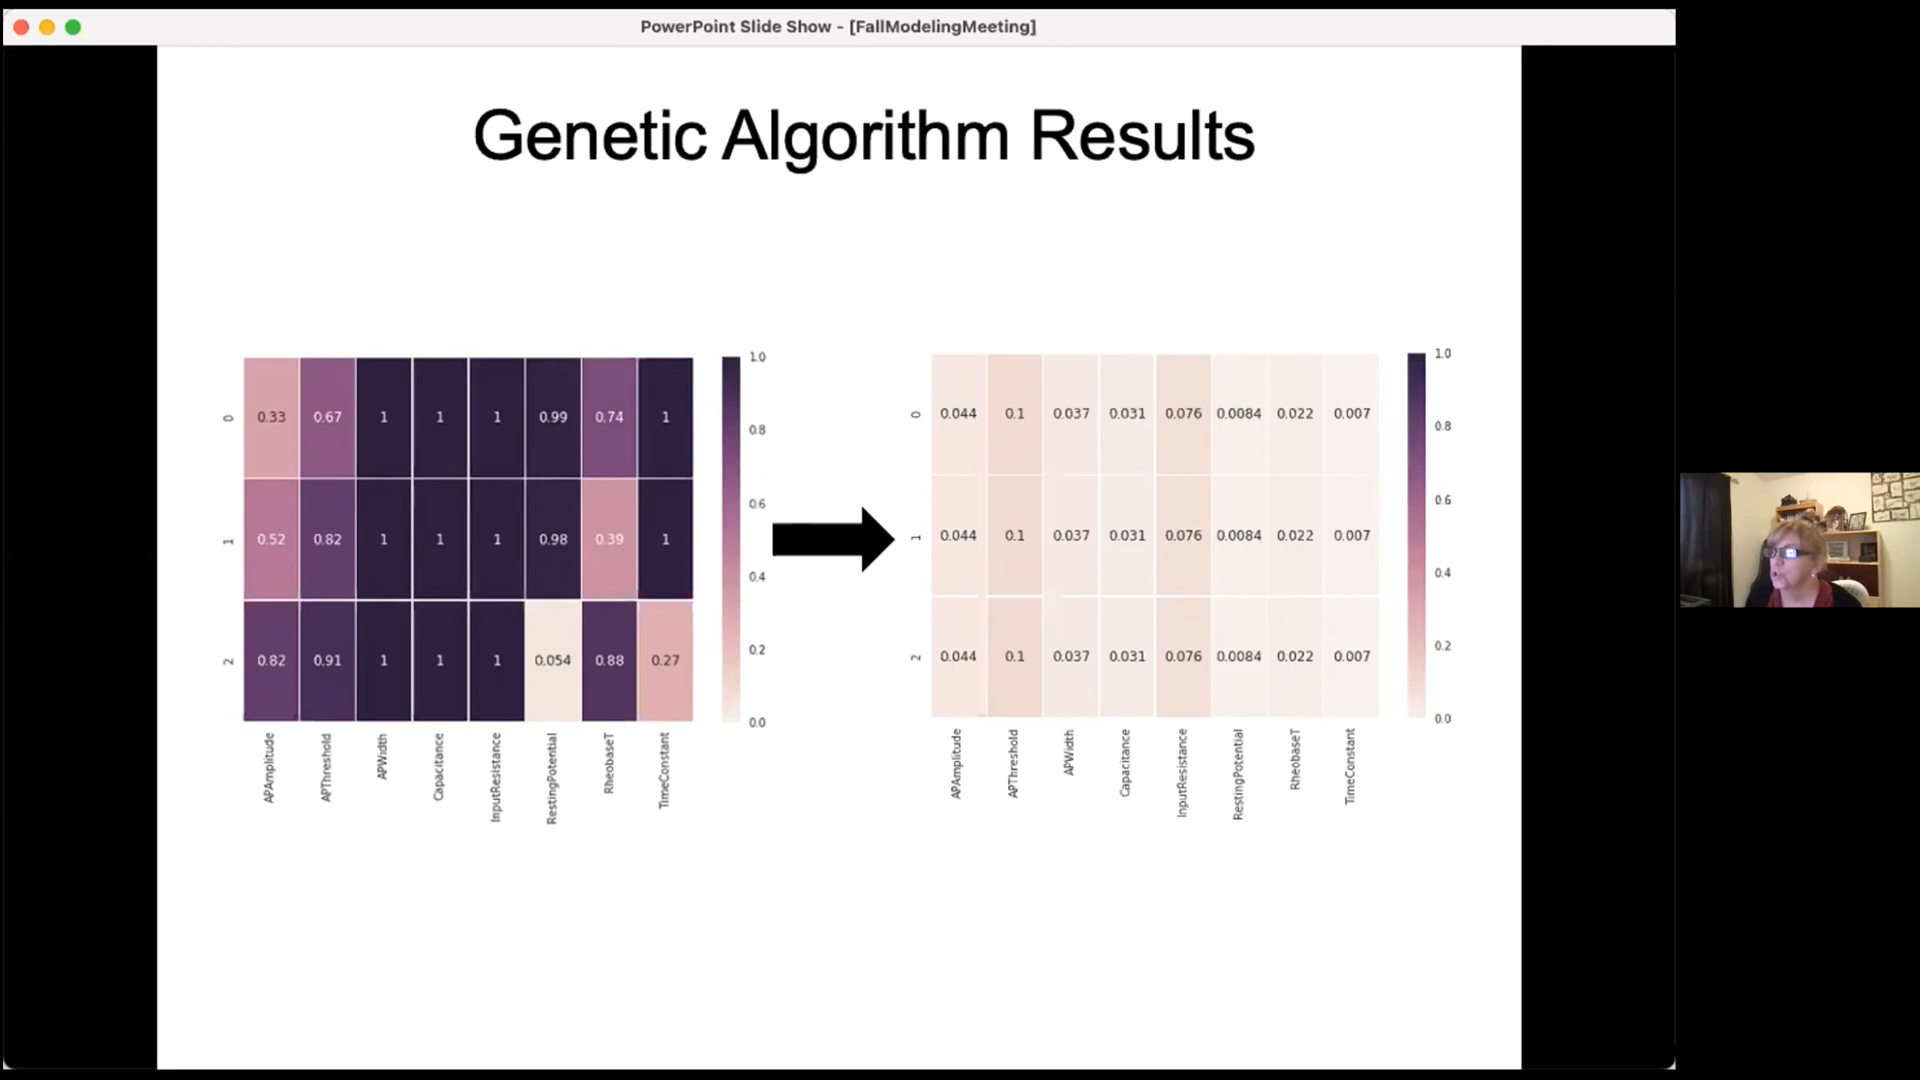 PowerPoint Slide Show - [FallModelingMeeting]
Genetic Algorithm Results
0 0.33 0.67 1 1 1 0.99 0.74 1
1 0.52 0.82 1 1 1 0.98 0.39 1
2 0.82 0.91 1 1 1 0.054 0.88 0.27
APAmplitude
APThreshold
APWidth
Capacitance
InputResistance
RestingPotential
RheobaseT
TimeConstant
1.0
0.8
0.6
0.4
0.2
0.0
0 0.044 0.1 0.037 0.031 0.076 0.0084 0.022 0.007
1 0.044 0.1 0.037 0.031 0.076 0.0084 0.022 0.007
2 0.044 0.1 0.037 0.031 0.076 0.0084 0.022 0.007
APAmplitude
APThreshold
APWidth
Capacitance
InputResistance
RestingPotential
RheobaseT
TimeConstant
1.0
0.8
0.6
0.4
0.2
0.0